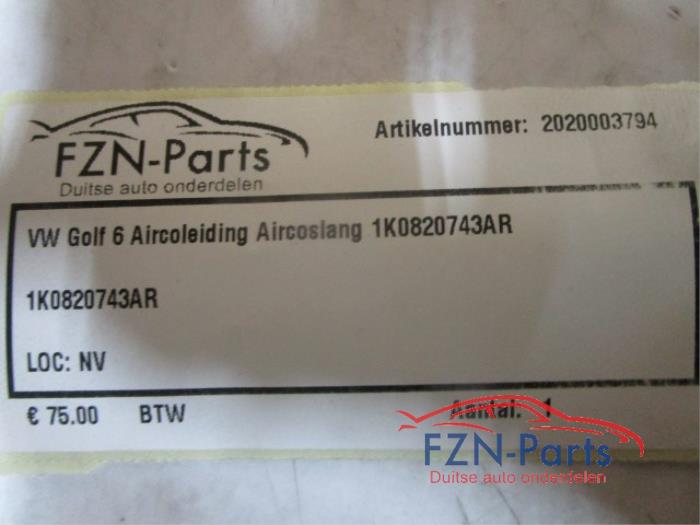 FZN-Parts
Duitse auto onderdelen
Artikelnummer: 2020003794
VW Golf 6 Aircoleiding Aircoslang 1K0820743AR
1K0820743AR
LOC: NV
€ 75.00 BTW Aantal: 1
FZN-Parts
Duitse auto onderdelen